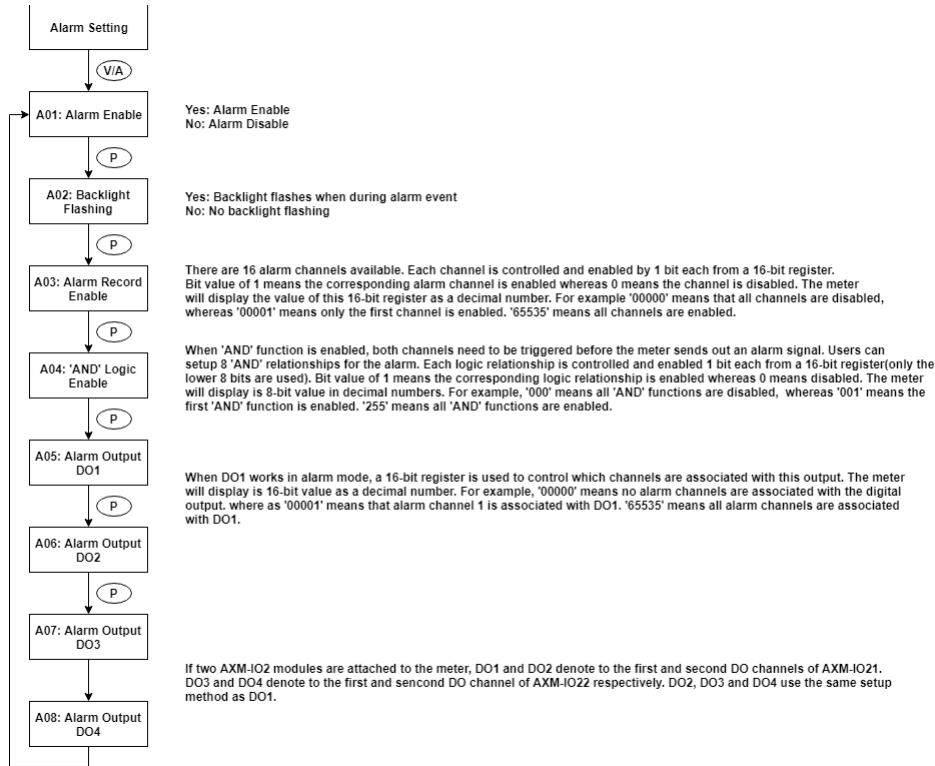 Alarm Setting
V/A
A01: Alarm Enable
Yes: Alarm Enable
No: Alarm Disable
P
A02: Backlight
Flashing
Yes: Backlight flashes when during alarm event
No: No backlight flashing
P
A03: Alarm Record
Enable
There are 16 alarm channels available. Each channel is controlled and enabled by 1 bit each from a 16-bit register.
Bit value of 1 means the corresponding alarm channel is enabled whereas 0 means the channel is disabled. The meter
will display the value of this 16-bit register as a decimal number. For example '00000' means that all channels are disabled,
whereas '00001' means only the first channel is enabled. '65535' means all channels are enabled.
P
A04: 'AND' Logic
Enable
When 'AND' function is enabled, both channels need to be triggered before the meter sends out an alarm signal. Users can
setup 8 'AND' relationships for the alarm. Each logic relationship is controlled and enabled 1 bit each from a 16-bit register(only the
lower 8 bits are used). Bit value of 1 means the corresponding logic relationship is enabled whereas 0 means disabled. The meter
will display is 8-bit value in decimal numbers. For example, '000' means all 'AND' functions are disabled, whereas '001' means the
first 'AND' function is enabled. '255' means all 'AND' functions are enabled.
P
A05: Alarm Output
DO1
When DO1 works in alarm mode, a 16-bit register is used to control which channels are associated with this output. The meter
will display is 16-bit value as a decimal number. For example, '00000' means no alarm channels are associated with the digital
output. where as '00001' means that alarm channel 1 is associated with DO1. '65535' means all alarm channels are associated
with DO1.
P
A06: Alarm Output
DO2
P
A07: Alarm Output
DO3
If two AXM-IO2 modules are attached to the meter, DO1 and DO2 denote to the first and second DO channels of AXM-IO21.
DO3 and DO4 denote to the first and sencond DO channel of AXM-IO22 respectively. DO2, DO3 and DO4 use the same setup
method as DO1.
A08: Alarm Output
DO4